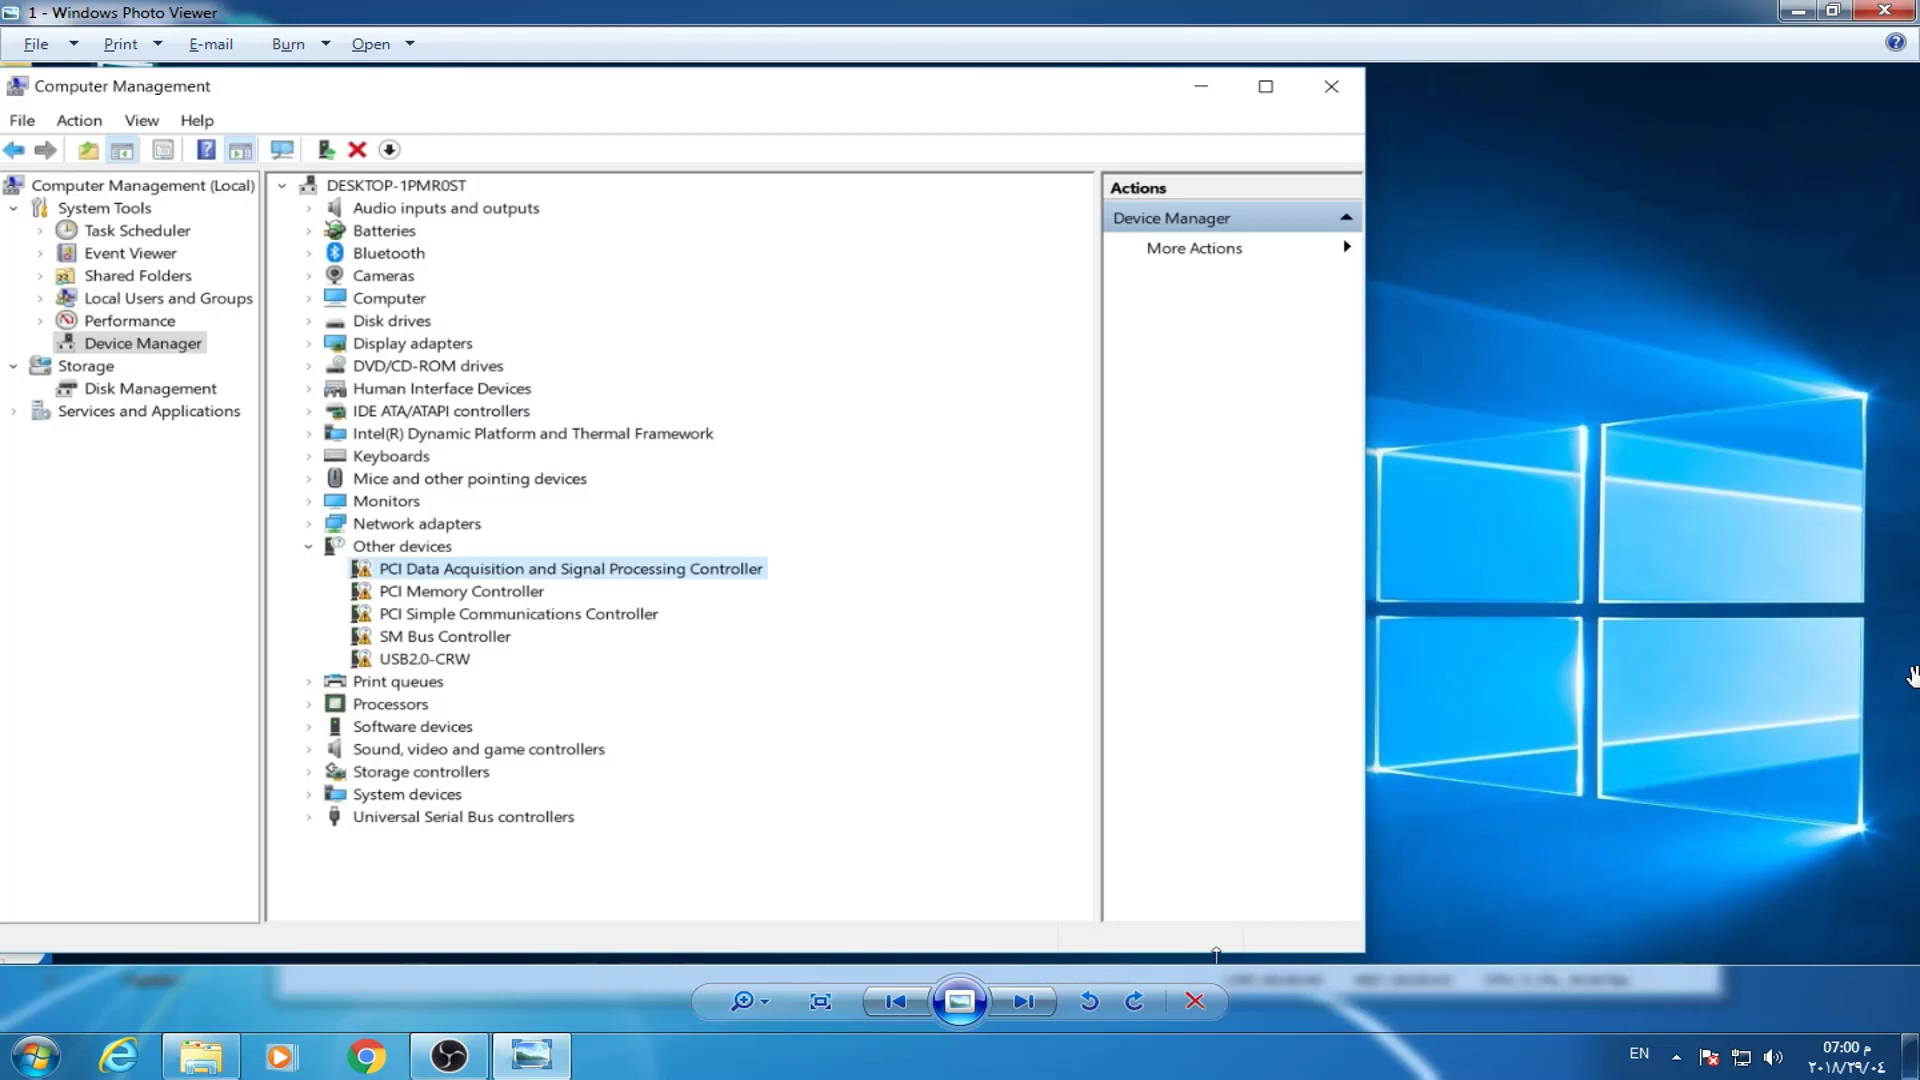 1 - Windows Photo Viewer
File Print E-mail Burn Open
Computer Management
File Action View Help
Computer Management (Local)
System Tools
Task Scheduler
Event Viewer
Shared Folders
Local Users and Groups
Performance
Device Manager
Storage
Disk Management
Services and Applications
DESKTOP-1PMR0ST
Audio inputs and outputs
Batteries
Bluetooth
Cameras
Computer
Disk drives
Display adapters
DVD/CD-ROM drives
Human Interface Devices
IDE ATA/ATAPI controllers
Intel(R) Dynamic Platform and Thermal Framework
Keyboards
Mice and other pointing devices
Monitors
Network adapters
Other devices
PCI Data Acquisition and Signal Processing Controller
PCI Memory Controller
PCI Simple Communications Controller
SM Bus Controller
USB2.0-CRW
Print queues
Processors
Software devices
Sound, video and game controllers
Storage controllers
System devices
Universal Serial Bus controllers
Actions
Device Manager
More Actions
EN
07:00 م
٢٠١٨/٢٩/٠٤